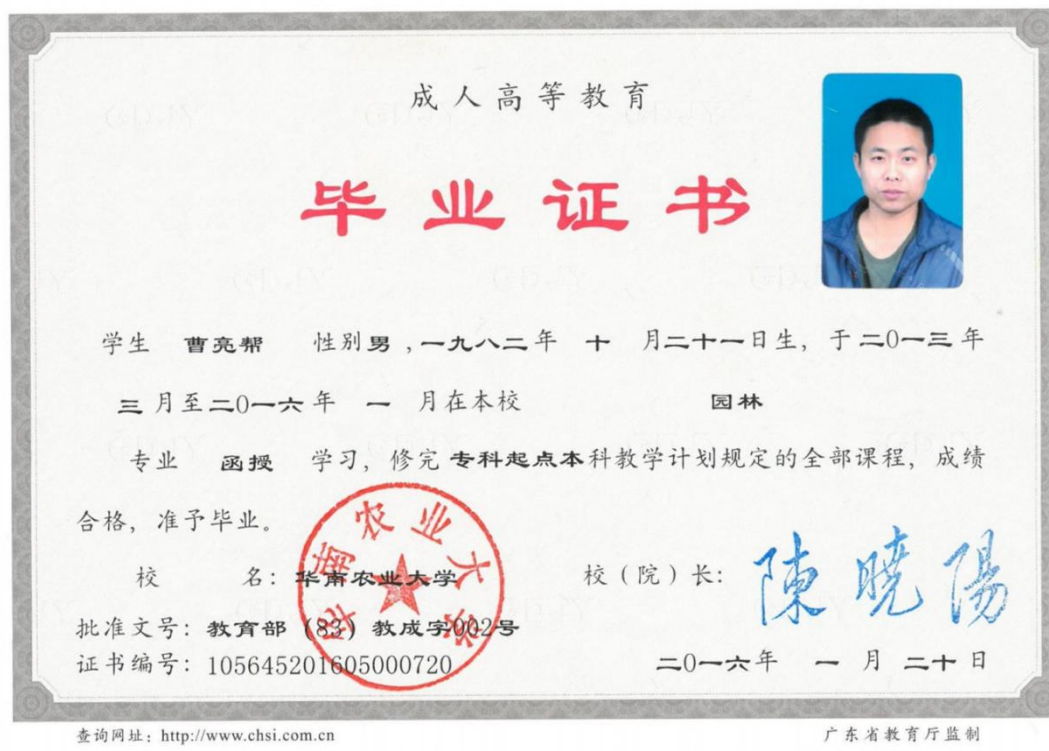 成人高等教育
毕业证书
学生 曹亮帮 性别男,一九八二年 十 月二十一日生, 于二0一三年
三月至二0一六年 一 月在本校 园林
专业 函授 学习, 修完 专科起点本科教学计划规定的全部课程, 成绩
合格, 准予毕业。
华南农业大学
校 名: 华南农业大学 校(院)长: 陳曉陽
批准文号: 教育部(83)教成字002号
证书编号: 105645201605000720 二0一六年 一 月 二十 日
查询网址: http://www.chsi.com.cn 广东省教育厅监制